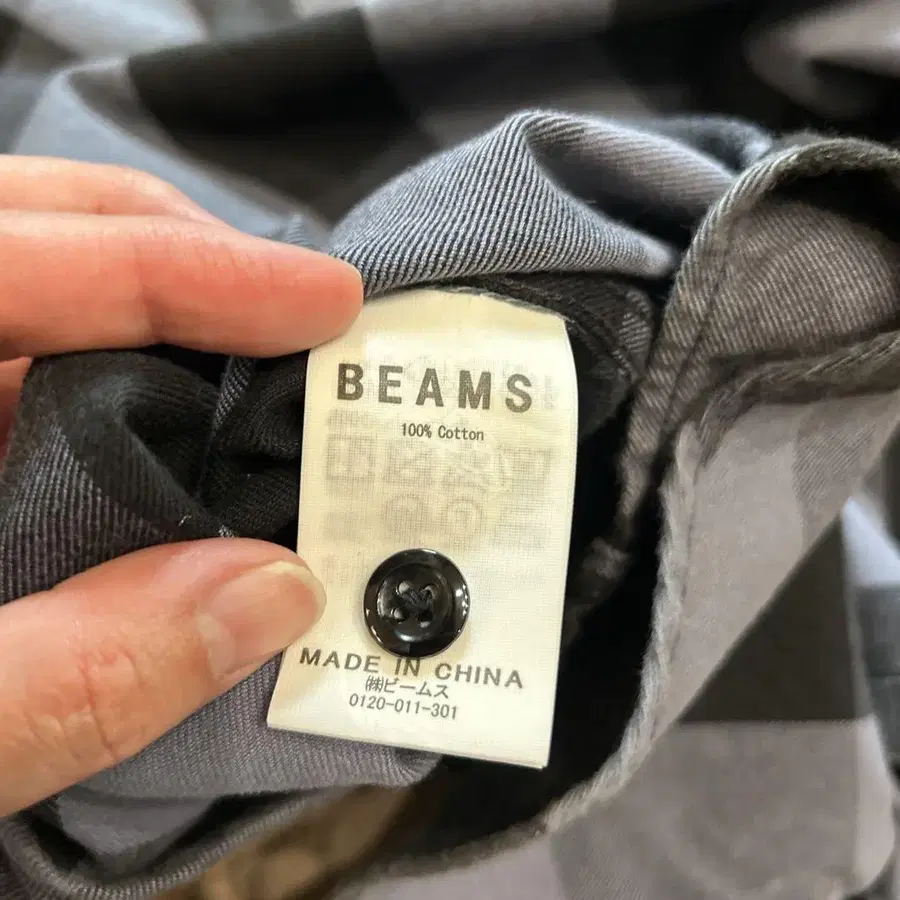 BEAMS
100% Cotton
MADE IN CHINA
㈱ビームス
0120-011-301